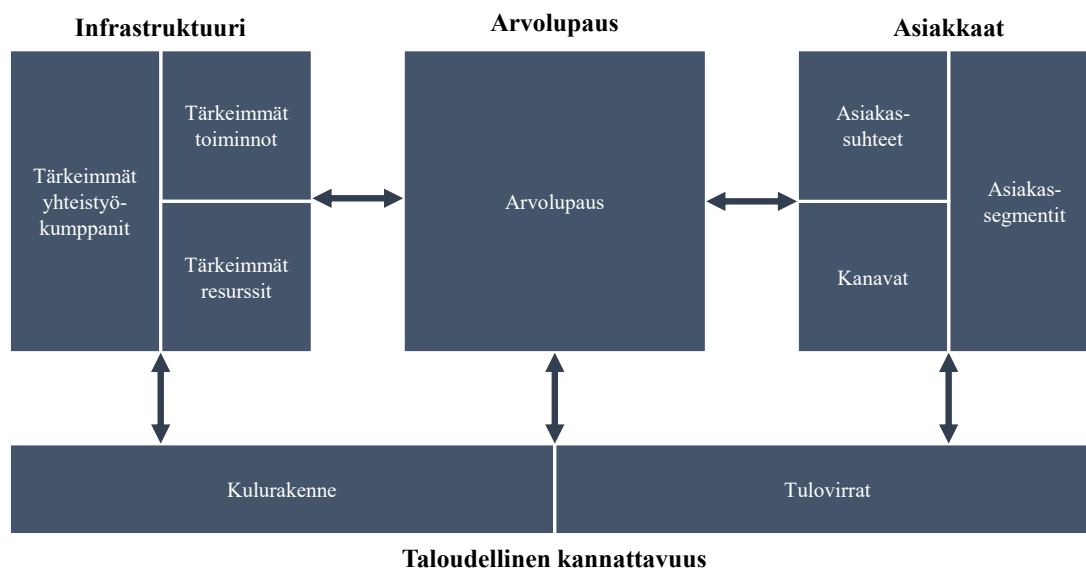 Infrastruktuuri
Arvolupaus
Asiakkaat
Tärkeimmät
yhteistyö-
kumppanit
Tärkeimmät
toiminnot
Tärkeimmät
resurssit
Arvolupaus
Asiakas-
suhteet
Kanavat
Asiakas-
segmentit
Kulurakenne
Tulovirrat
Taloudellinen kannattavuus